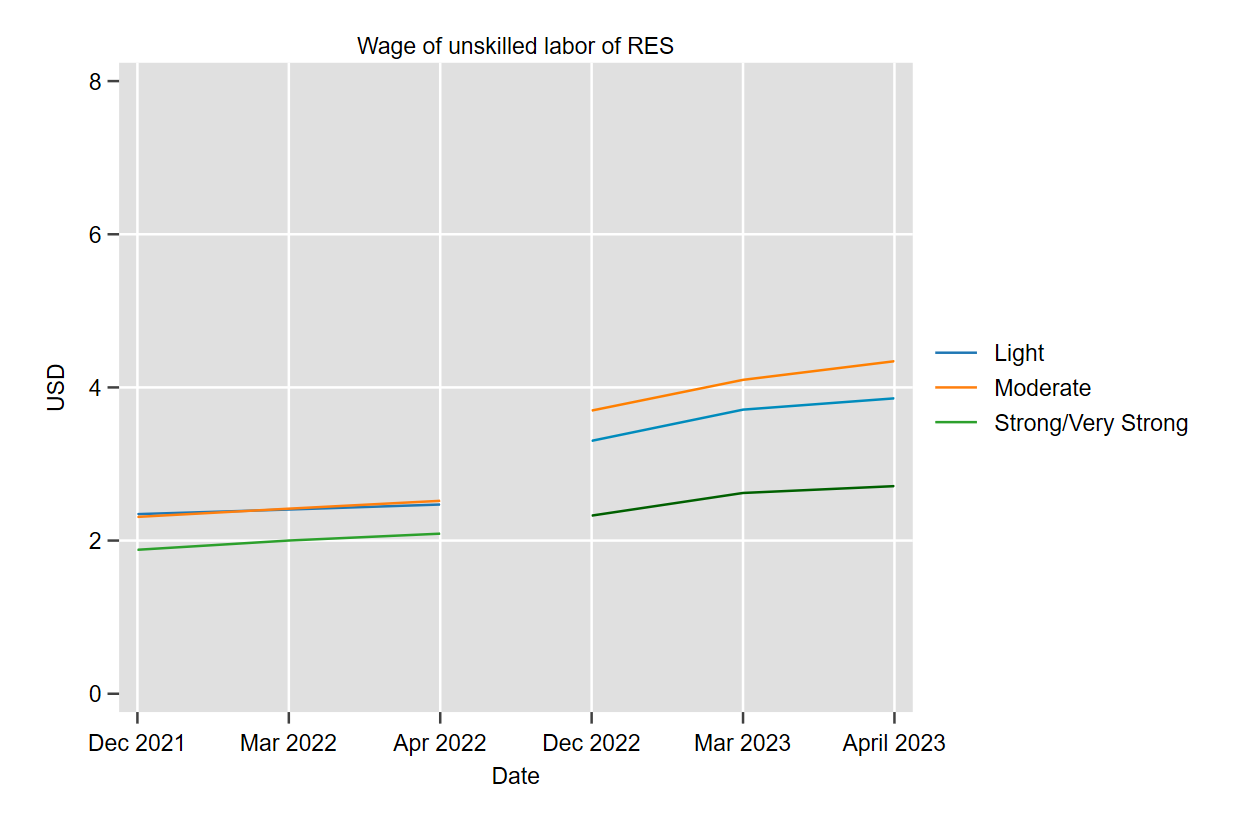 Wage of unskilled labor of RES
8
6
4
2
0
USD
Dec 2021
Mar 2022
Apr 2022
Dec 2022
Mar 2023
April 2023
Date
Light
Moderate
Strong/Very Strong